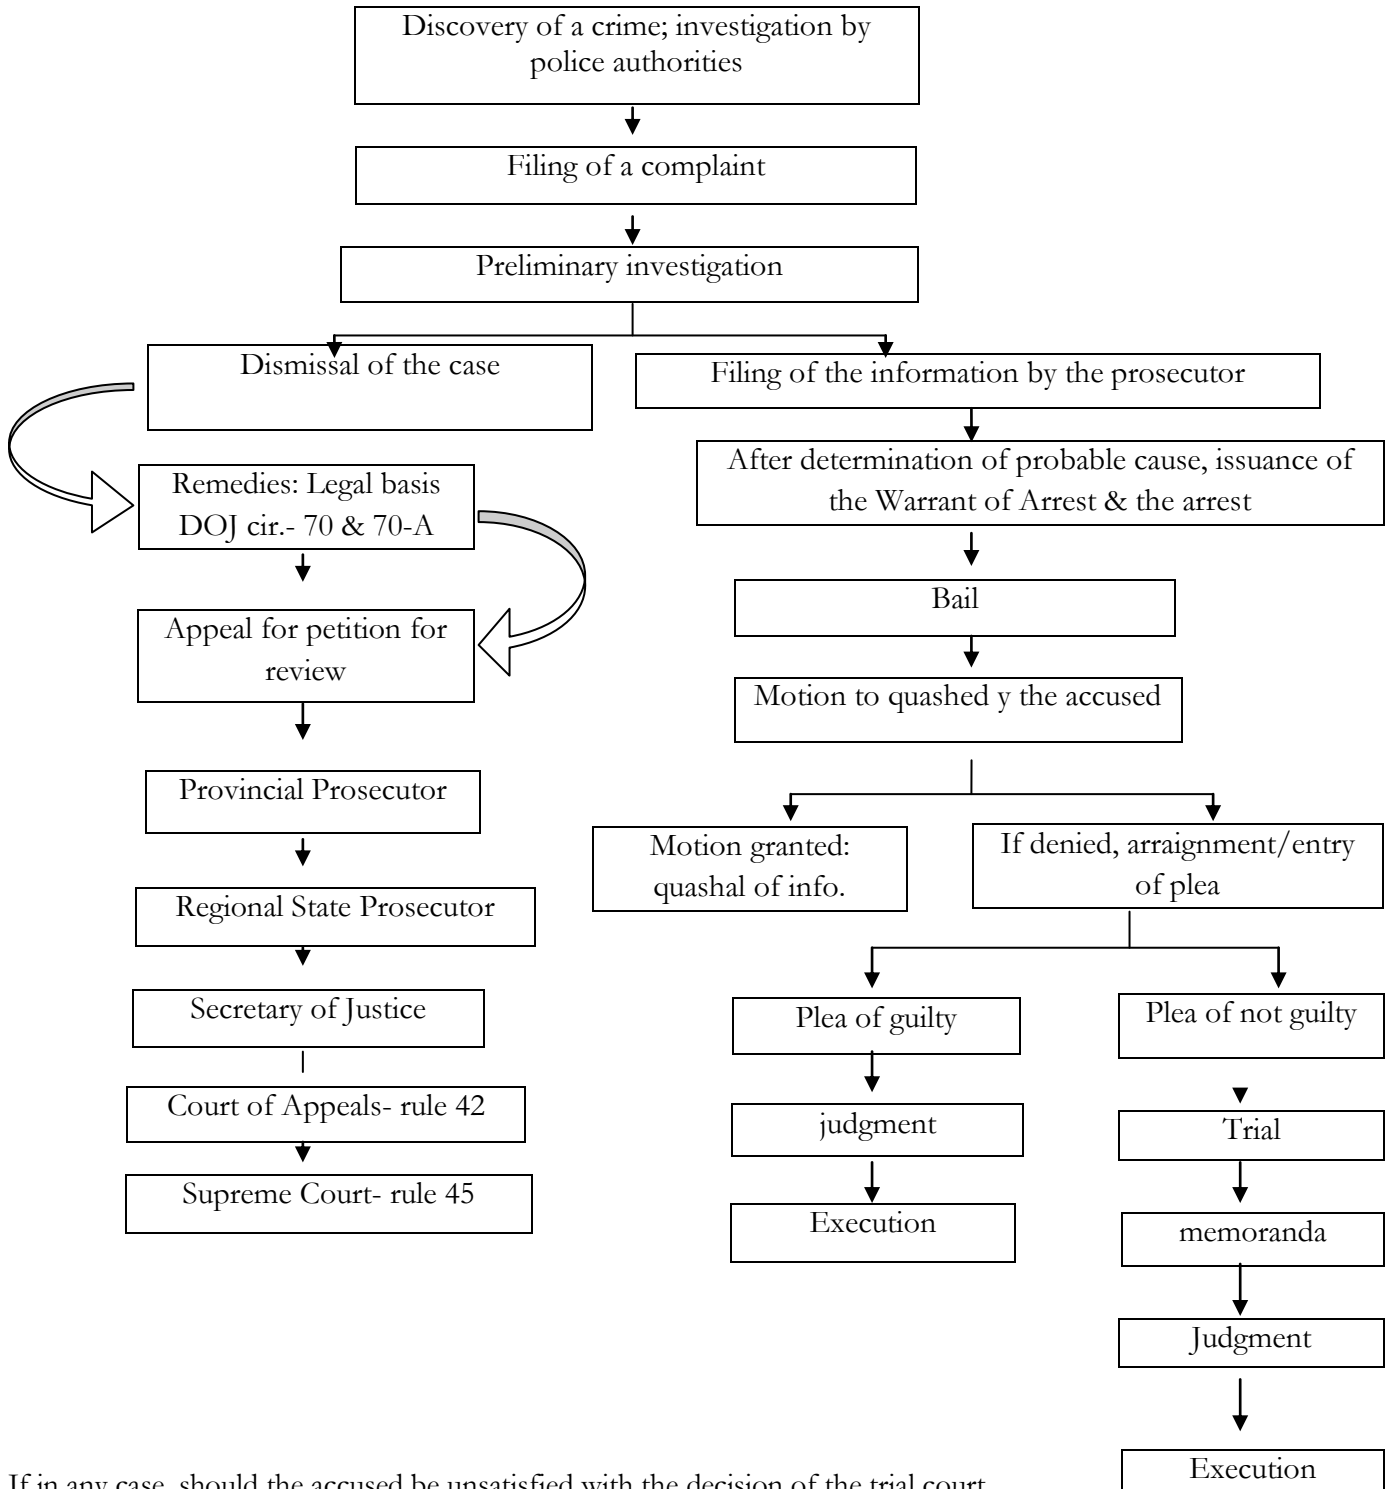 Discovery of a crime; investigation by
police authorities
Filing of a complaint
Preliminary investigation
Dismissal of the case
Filing of the information by the prosecutor
Remedies: Legal basis
DOJ cir.- 70 & 70-A
After determination of probable cause, issuance of
the Warrant of Arrest & the arrest
Appeal for petition for
review
Bail
Motion to quashed y the accused
Provincial Prosecutor
Motion granted:
quashal of info.
If denied, arraignment/entry
of plea
Regional State Prosecutor
Secretary of Justice
Plea of guilty
Plea of not guilty
Court of Appeals- rule 42
judgment
Trial
Supreme Court- rule 45
Execution
memoranda
Judgment
Execution
If in any case, should the accused be unsatisfied with the decision of the trial court